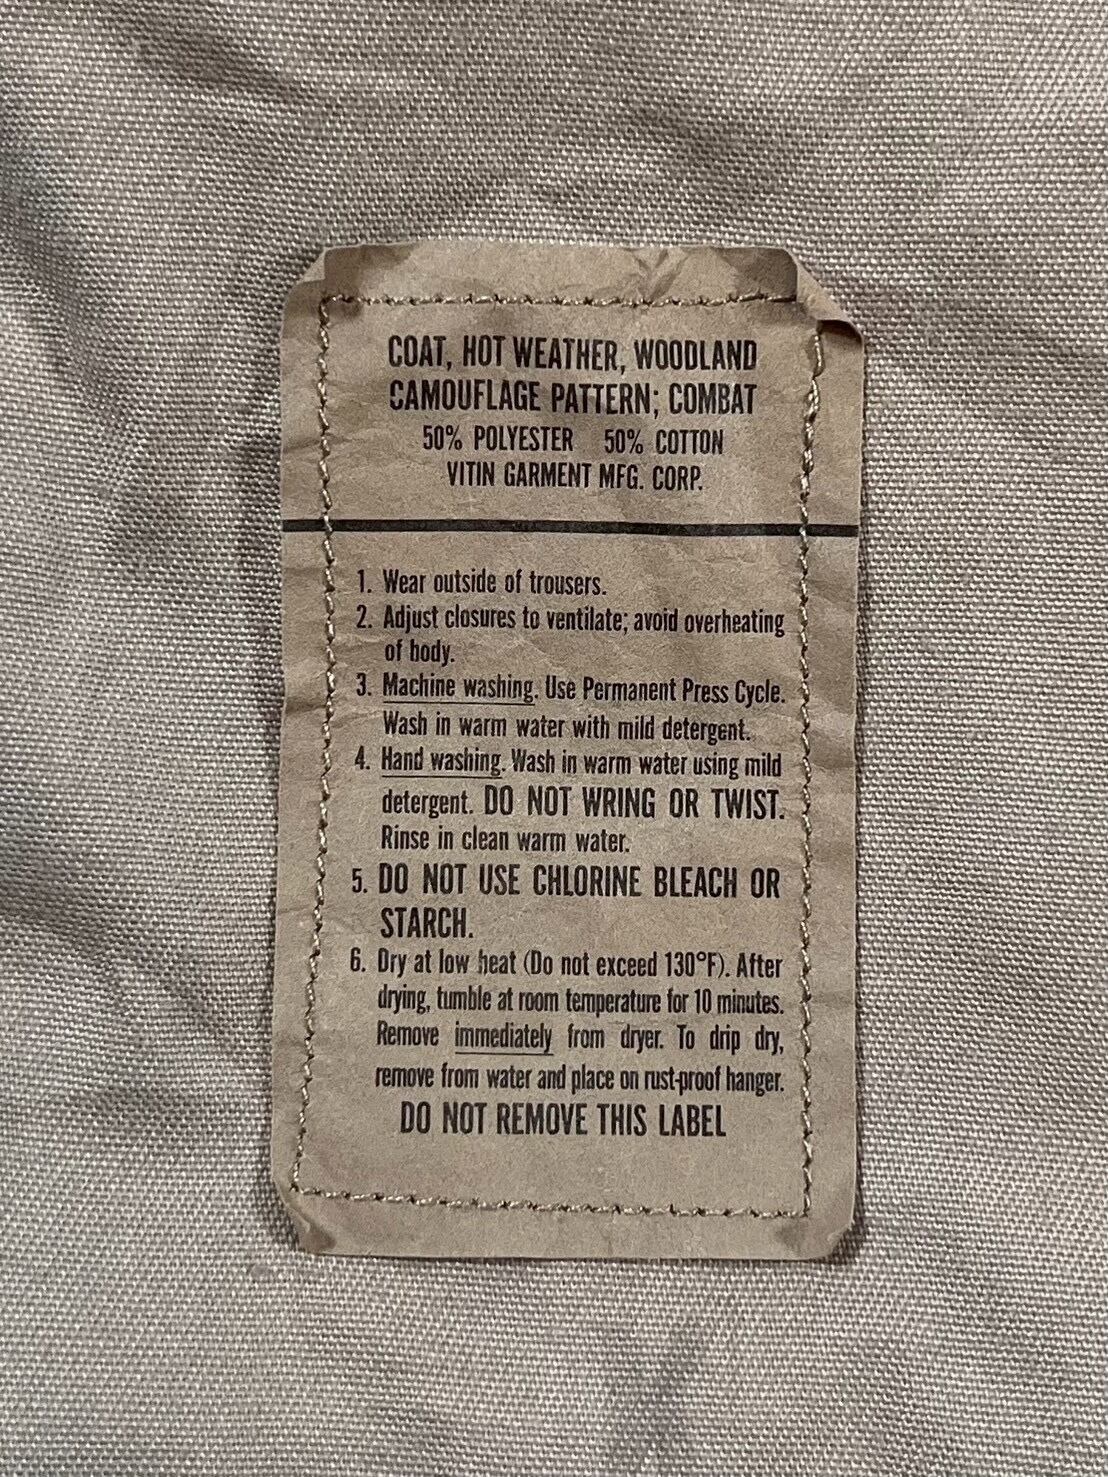 COAT, HOT WEATHER, WOODLAND
CAMOUFLAGE PATTERN; COMBAT
50% POLYESTER 50% COTTON
VITIN GARMENT MFG. CORP.
1. Wear outside of trousers.
2. Adjust closures to ventilate; avoid overheating
of body.
3. Machine washing. Use Permanent Press Cycle.
Wash in warm water with mild detergent.
4. Hand washing. Wash in warm water using mild
detergent. DO NOT WRING OR TWIST.
Rinse in clean warm water.
5. DO NOT USE CHLORINE BLEACH OR
STARCH.
6. Dry at low heat (Do not exceed 130°F). After
drying, tumble at room temperature for 10 minutes.
Remove immediately from dryer. To drip dry,
remove from water and place on rust-proof hanger.
DO NOT REMOVE THIS LABEL